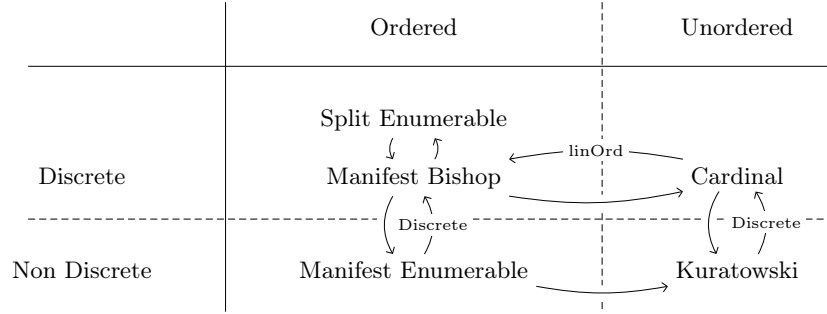 Ordered Unordered
Split Enumerable
linOrd
Discrete Manifest Bishop Cardinal
Discrete Discrete
Non Discrete Manifest Enumerable Kuratowski